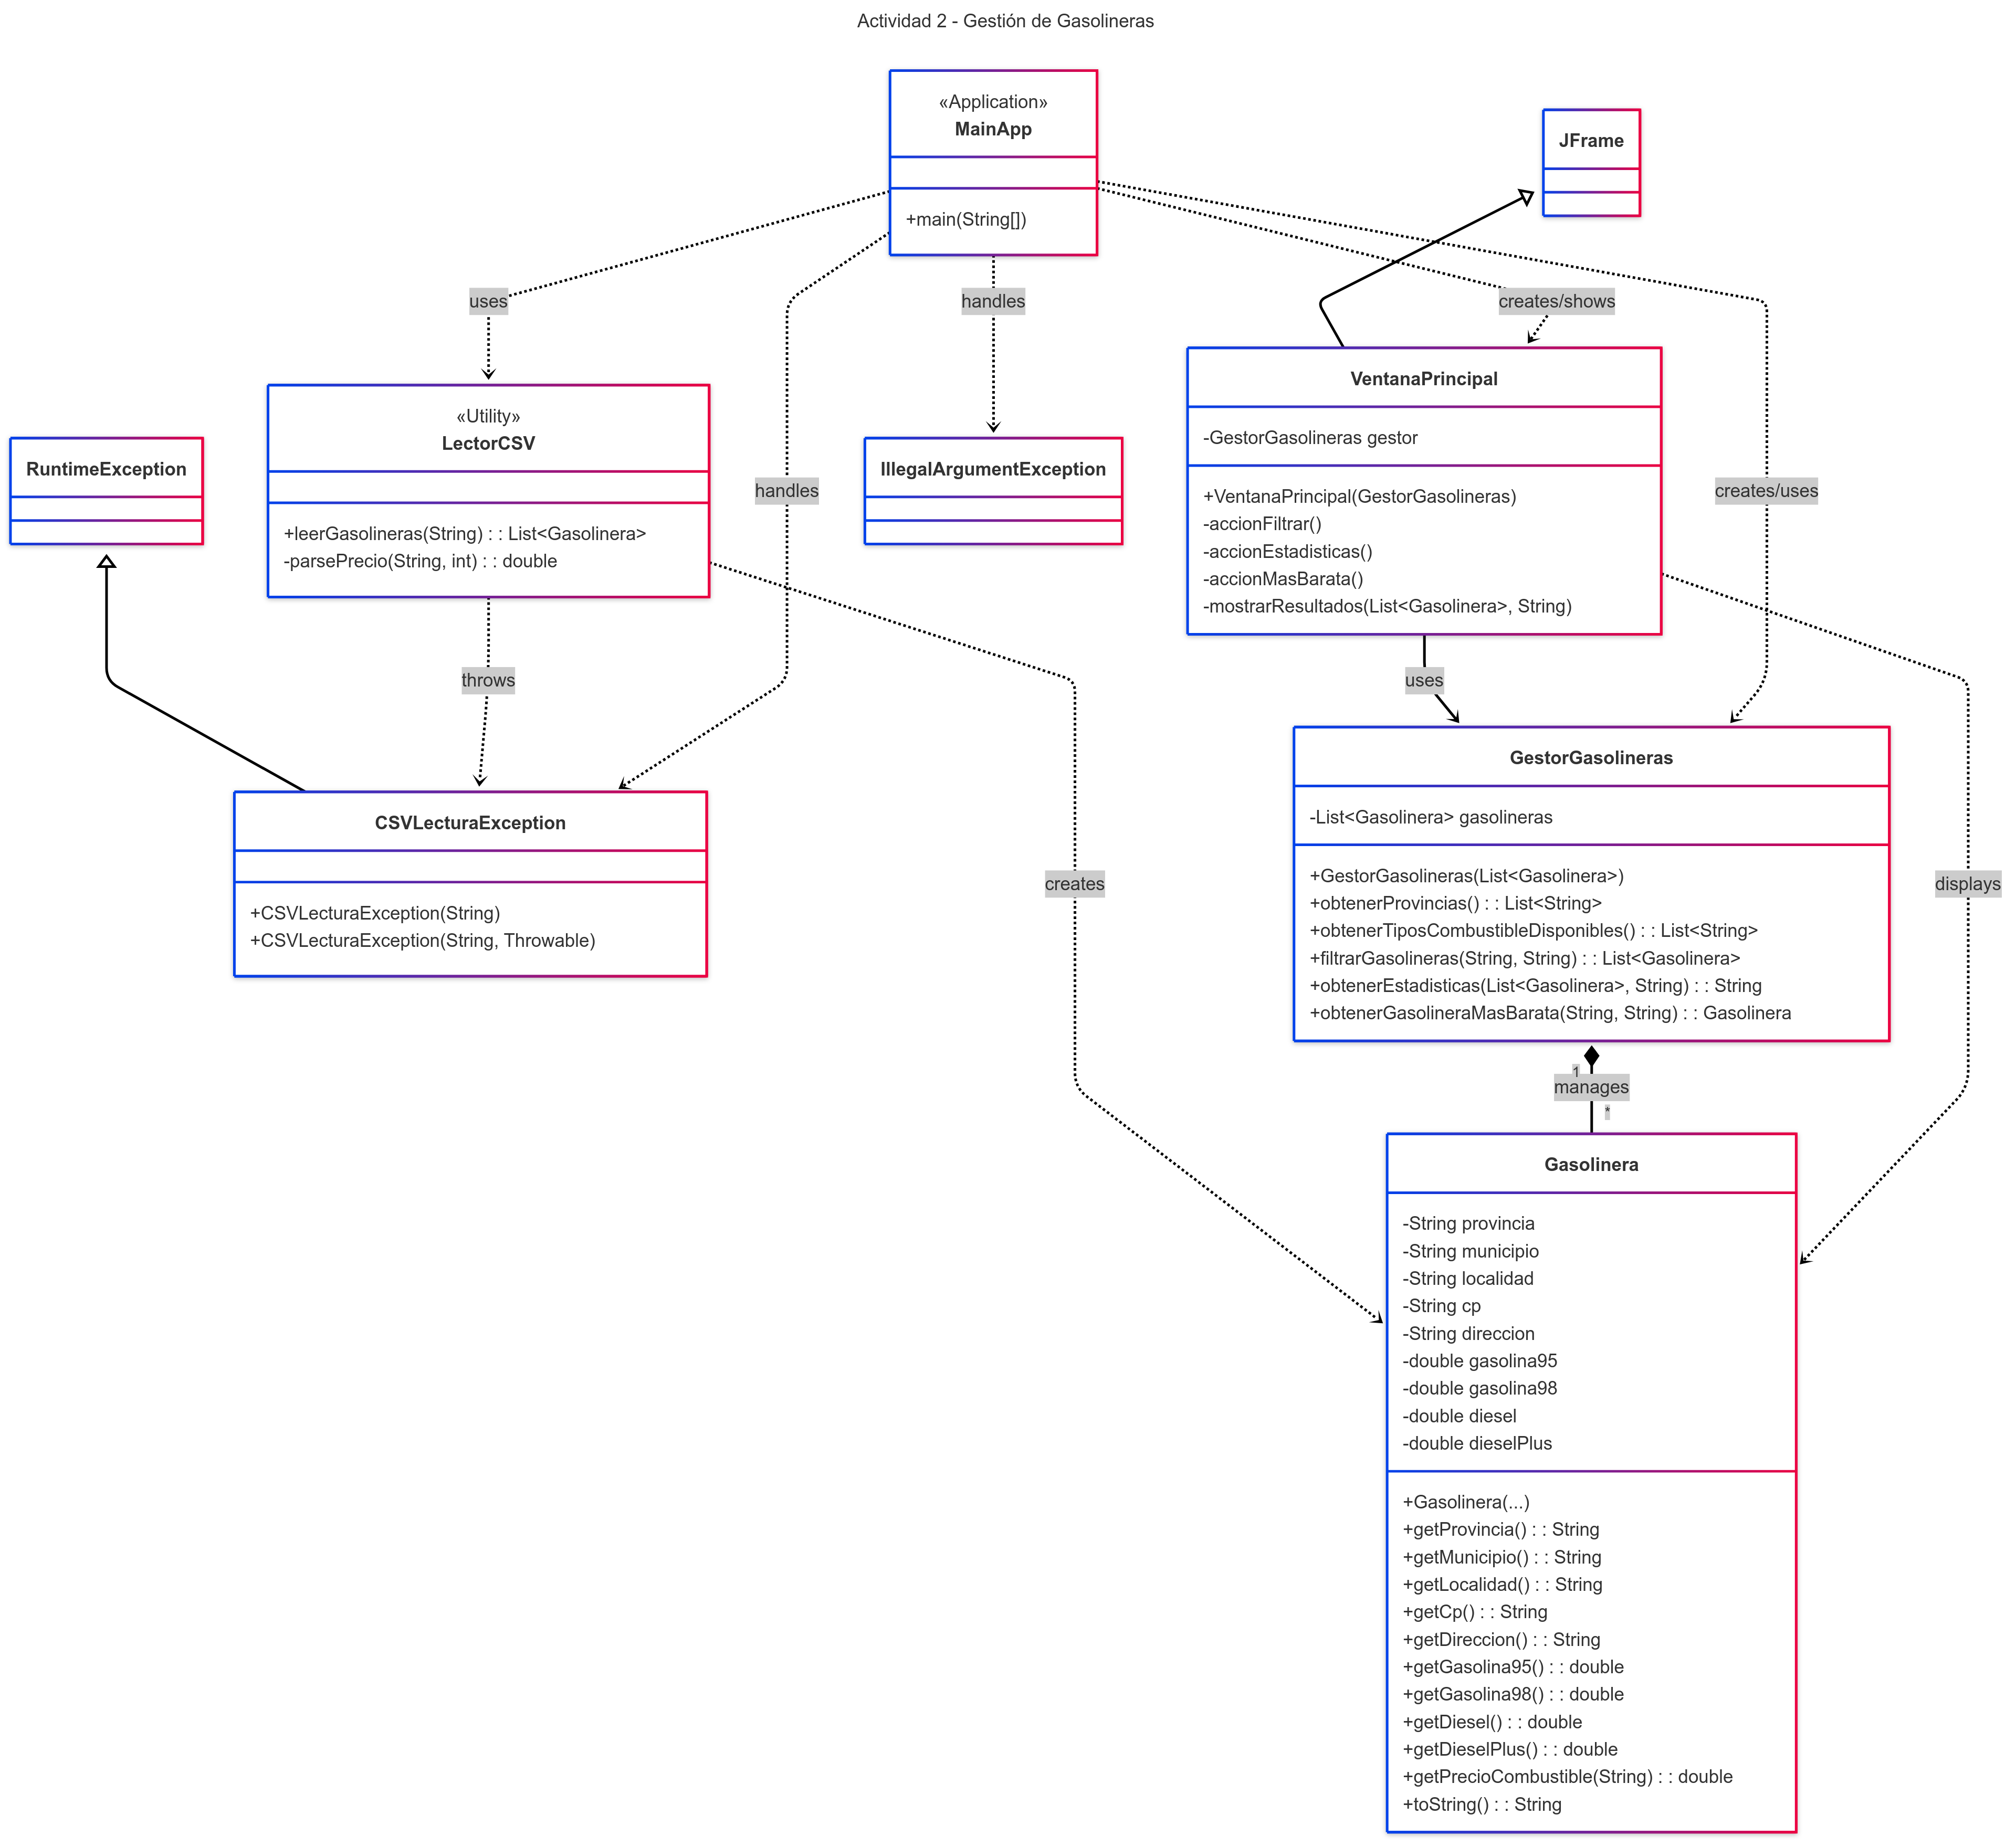 Actividad 2 - Gestión de Gasolineras
«Application»
MainApp
+main(String[])
JFrame
uses
handles
creates/shows
handles
creates/uses
«Utility»
LectorCSV
+leerGasolineras(String) : : List<Gasolinera>
-parsePrecio(String, int) : : double
RuntimeException
IllegalArgumentException
VentanaPrincipal
-GestorGasolineras gestor
+VentanaPrincipal(GestorGasolineras)
-accionFiltrar()
-accionEstadisticas()
-accionMasBarata()
-mostrarResultados(List<Gasolinera>, String)
throws
uses
CSVLecturaException
+CSVLecturaException(String)
+CSVLecturaException(String, Throwable)
creates
GestorGasolineras
-List<Gasolinera> gasolineras
+GestorGasolineras(List<Gasolinera>)
+obtenerProvincias() : : List<String>
+obtenerTiposCombustibleDisponibles() : : List<String>
+filtrarGasolineras(String, String) : : List<Gasolinera>
+obtenerEstadisticas(List<Gasolinera>, String) : : String
+obtenerGasolineraMasBarata(String, String) : : Gasolinera
displays
1
manages
*
Gasolinera
-String provincia
-String municipio
-String localidad
-String cp
-String direccion
-double gasolina95
-double gasolina98
-double diesel
-double dieselPlus
+Gasolinera(...)
+getProvincia() : : String
+getMunicipio() : : String
+getLocalidad() : : String
+getCp() : : String
+getDireccion() : : String
+getGasolina95() : : double
+getGasolina98() : : double
+getDiesel() : : double
+getDieselPlus() : : double
+getPrecioCombustible(String) : : double
+toString() : : String